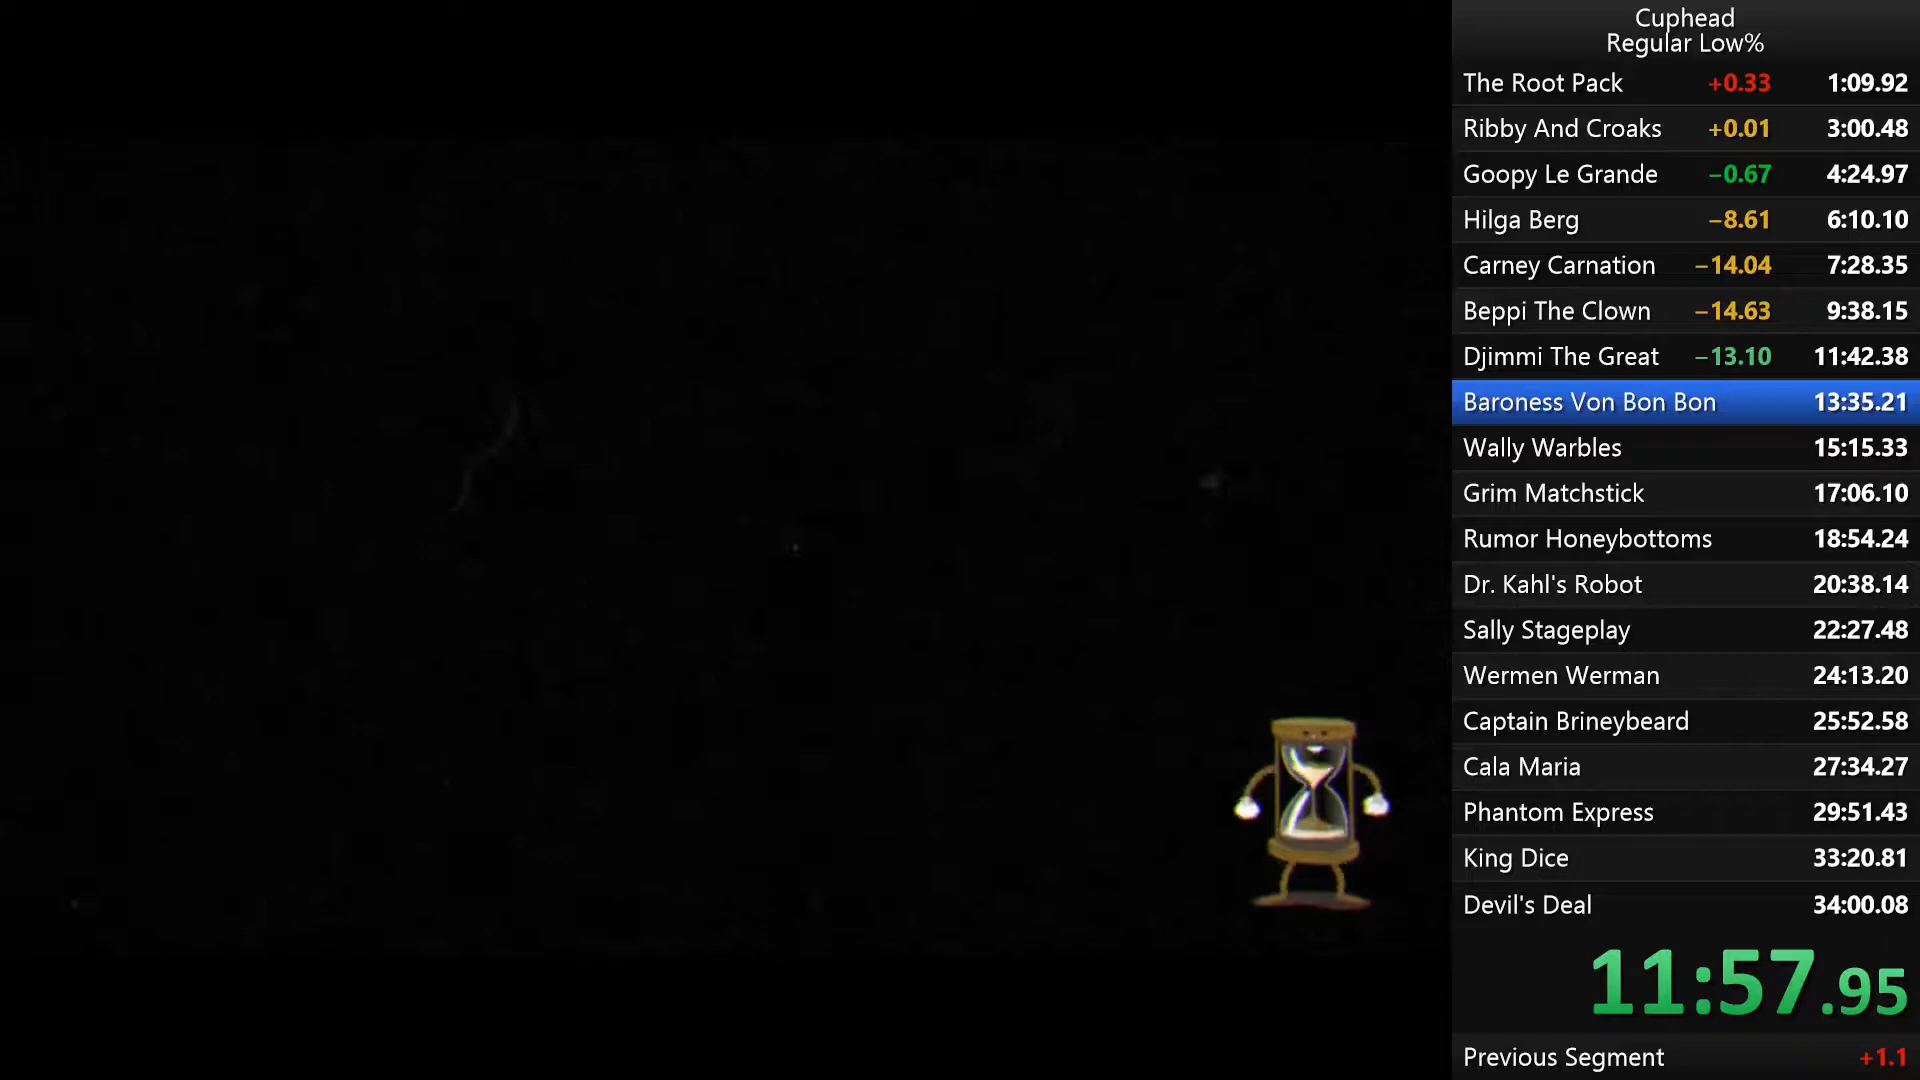 Cuphead
Regular Low%
The Root Pack +0.33 1:09.92
Ribby And Croaks +0.01 3:00.48
Goopy Le Grande −0.67 4:24.97
Hilga Berg −8.61 6:10.10
Carney Carnation −14.04 7:28.35
Beppi The Clown −14.63 9:38.15
Djimmi The Great −13.10 11:42.38
Baroness Von Bon Bon 13:35.21
Wally Warbles 15:15.33
Grim Matchstick 17:06.10
Rumor Honeybottoms 18:54.24
Dr. Kahl's Robot 20:38.14
Sally Stageplay 22:27.48
Wermen Werman 24:13.20
Captain Brineybeard 25:52.58
Cala Maria 27:34.27
Phantom Express 29:51.43
King Dice 33:20.81
Devil's Deal 34:00.08
11:57.95
Previous Segment +1.1